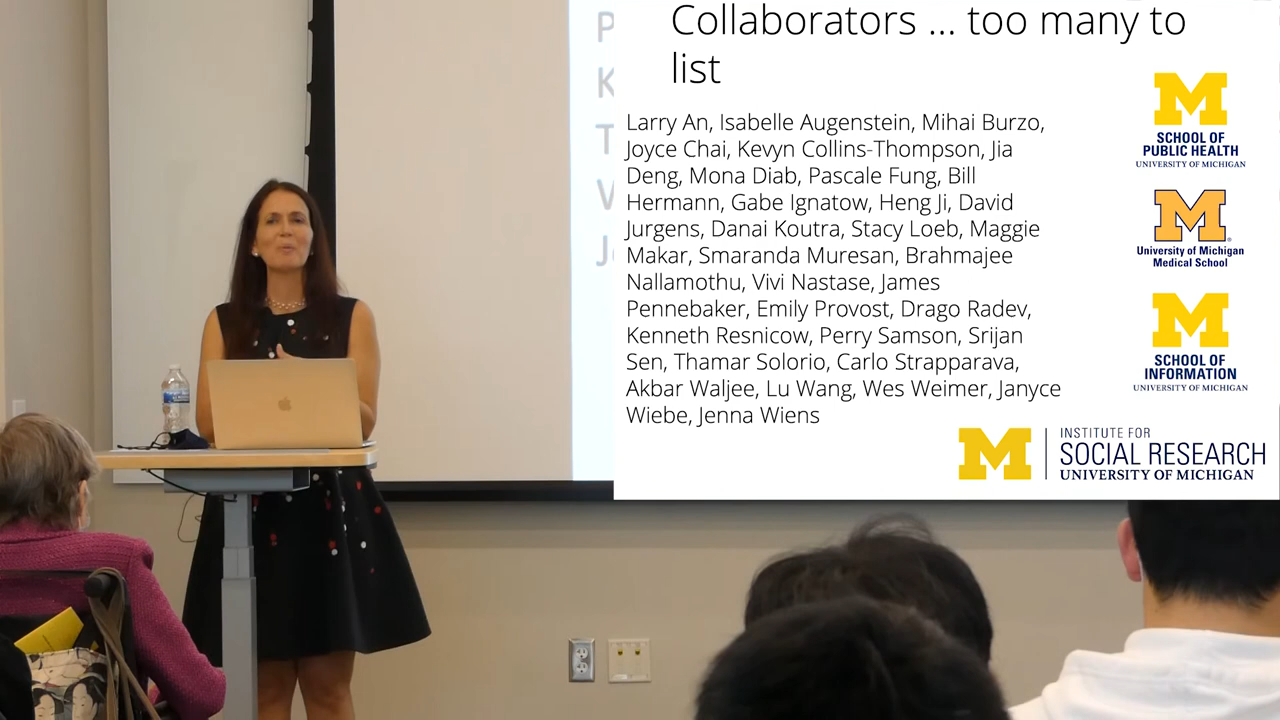 Collaborators ... too many to
list
Larry An, Isabelle Augenstein, Mihai Burzo,
Joyce Chai, Kevyn Collins-Thompson, Jia
Deng, Mona Diab, Pascale Fung, Bill
Hermann, Gabe Ignatow, Heng Ji, David
Jurgens, Danai Koutra, Stacy Loeb, Maggie
Makar, Smaranda Muresan, Brahmajee
Nallamothu, Vivi Nastase, James
Pennebaker, Emily Provost, Drago Radev,
Kenneth Resnicow, Perry Samson, Srijan
Sen, Thamar Solorio, Carlo Strapparava,
Akbar Waljee, Lu Wang, Wes Weimer, Janyce
Wiebe, Jenna Wiens
M
SCHOOL OF
PUBLIC HEALTH
UNIVERSITY OF MICHIGAN
M
University of Michigan
Medical School
M
SCHOOL OF
INFORMATION
UNIVERSITY OF MICHIGAN
M
INSTITUTE FOR
SOCIAL RESEARCH
UNIVERSITY OF MICHIGAN
P
K
T